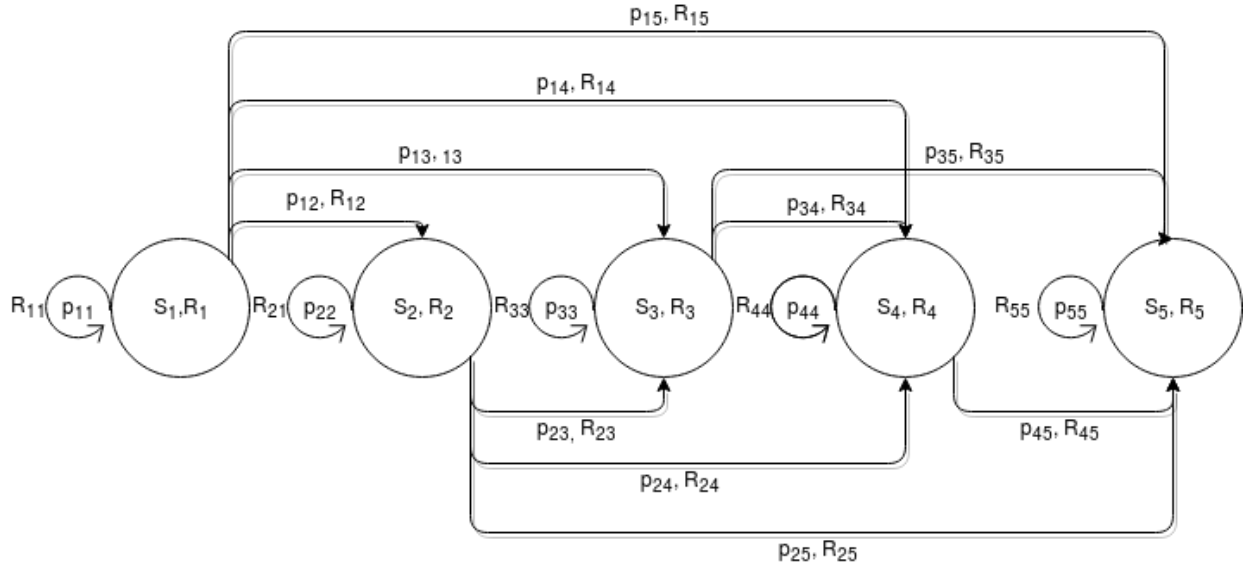 p15, R15
p14, R14
p13, 13
p35, R35
p12, R12
p34, R34
R11
p11
S1,R1
R21
p22
S2, R2
R33
p33
S3, R3
R44
p44
S4, R4
R55
p55
S5, R5
p23, R23
p45, R45
p24, R24
p25, R25